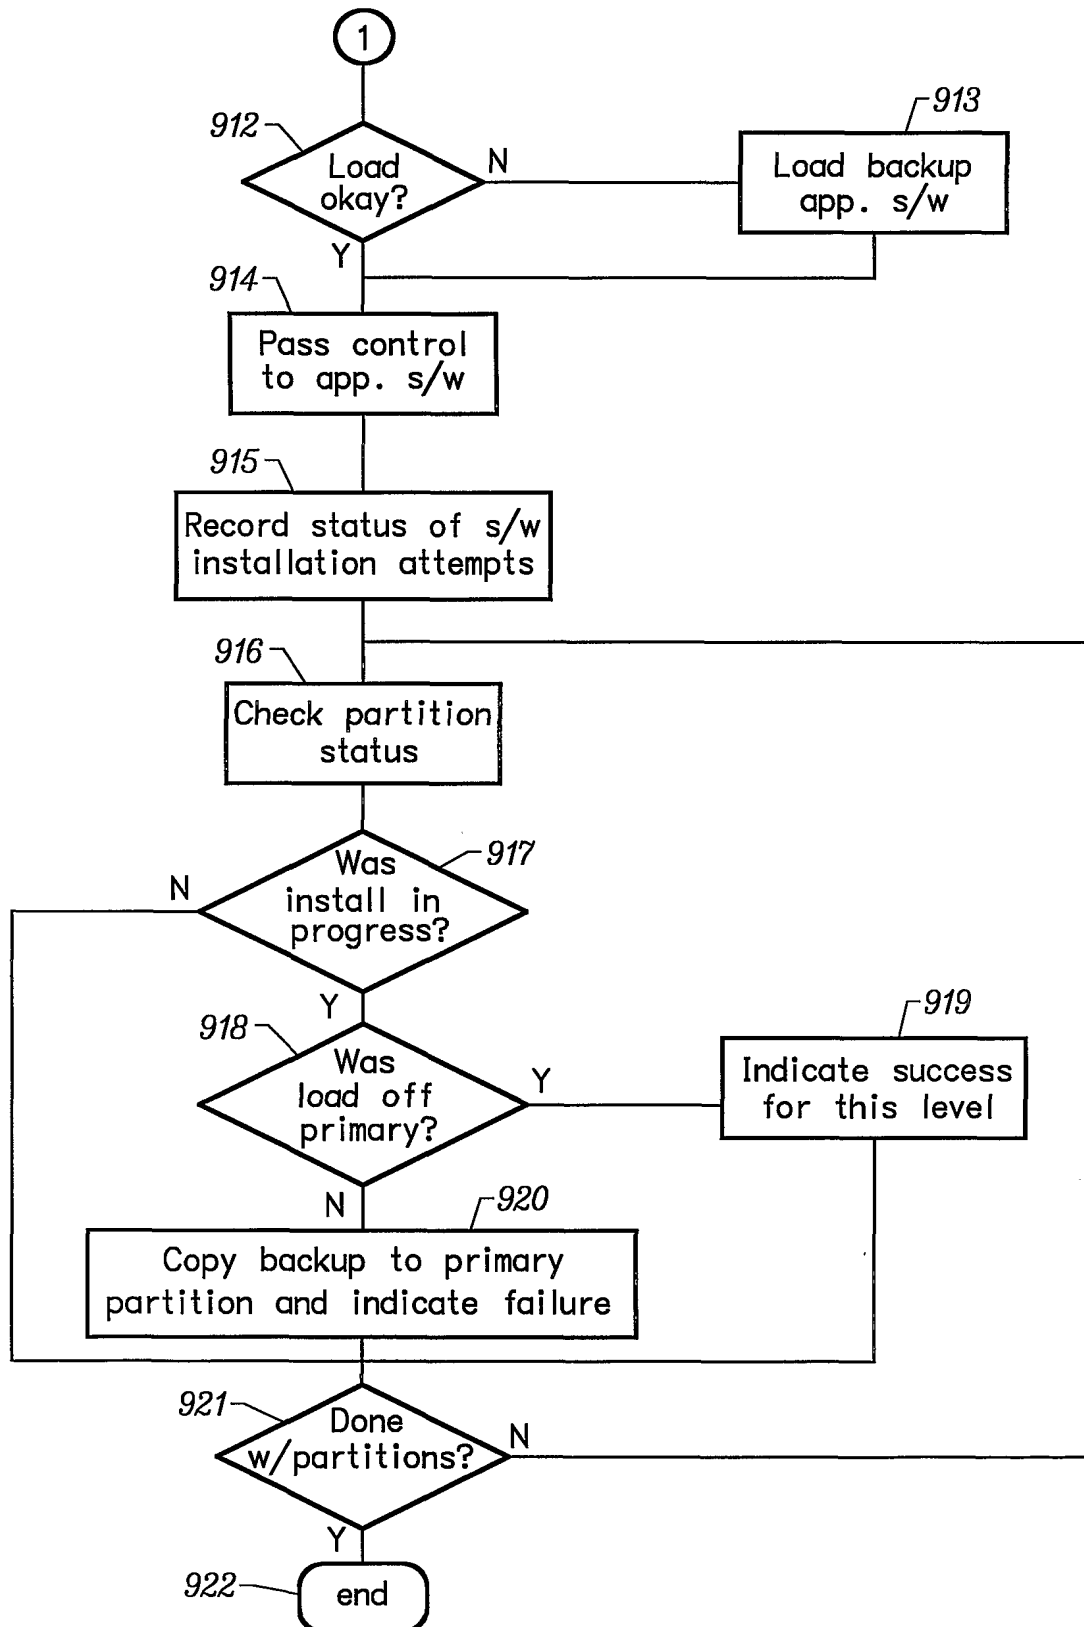 1
912
Load
okay?
N
Y
913
Load backup
app. s/w
914
Pass control
to app. s/w
915
Record status of s/w
installation attempts
916
Check partition
status
917
Was
install in
progress?
N
Y
918
Was
load off
primary?
Y
N
919
Indicate success
for this level
920
Copy backup to primary
partition and indicate failure
921
Done
w/partitions?
N
Y
922
end